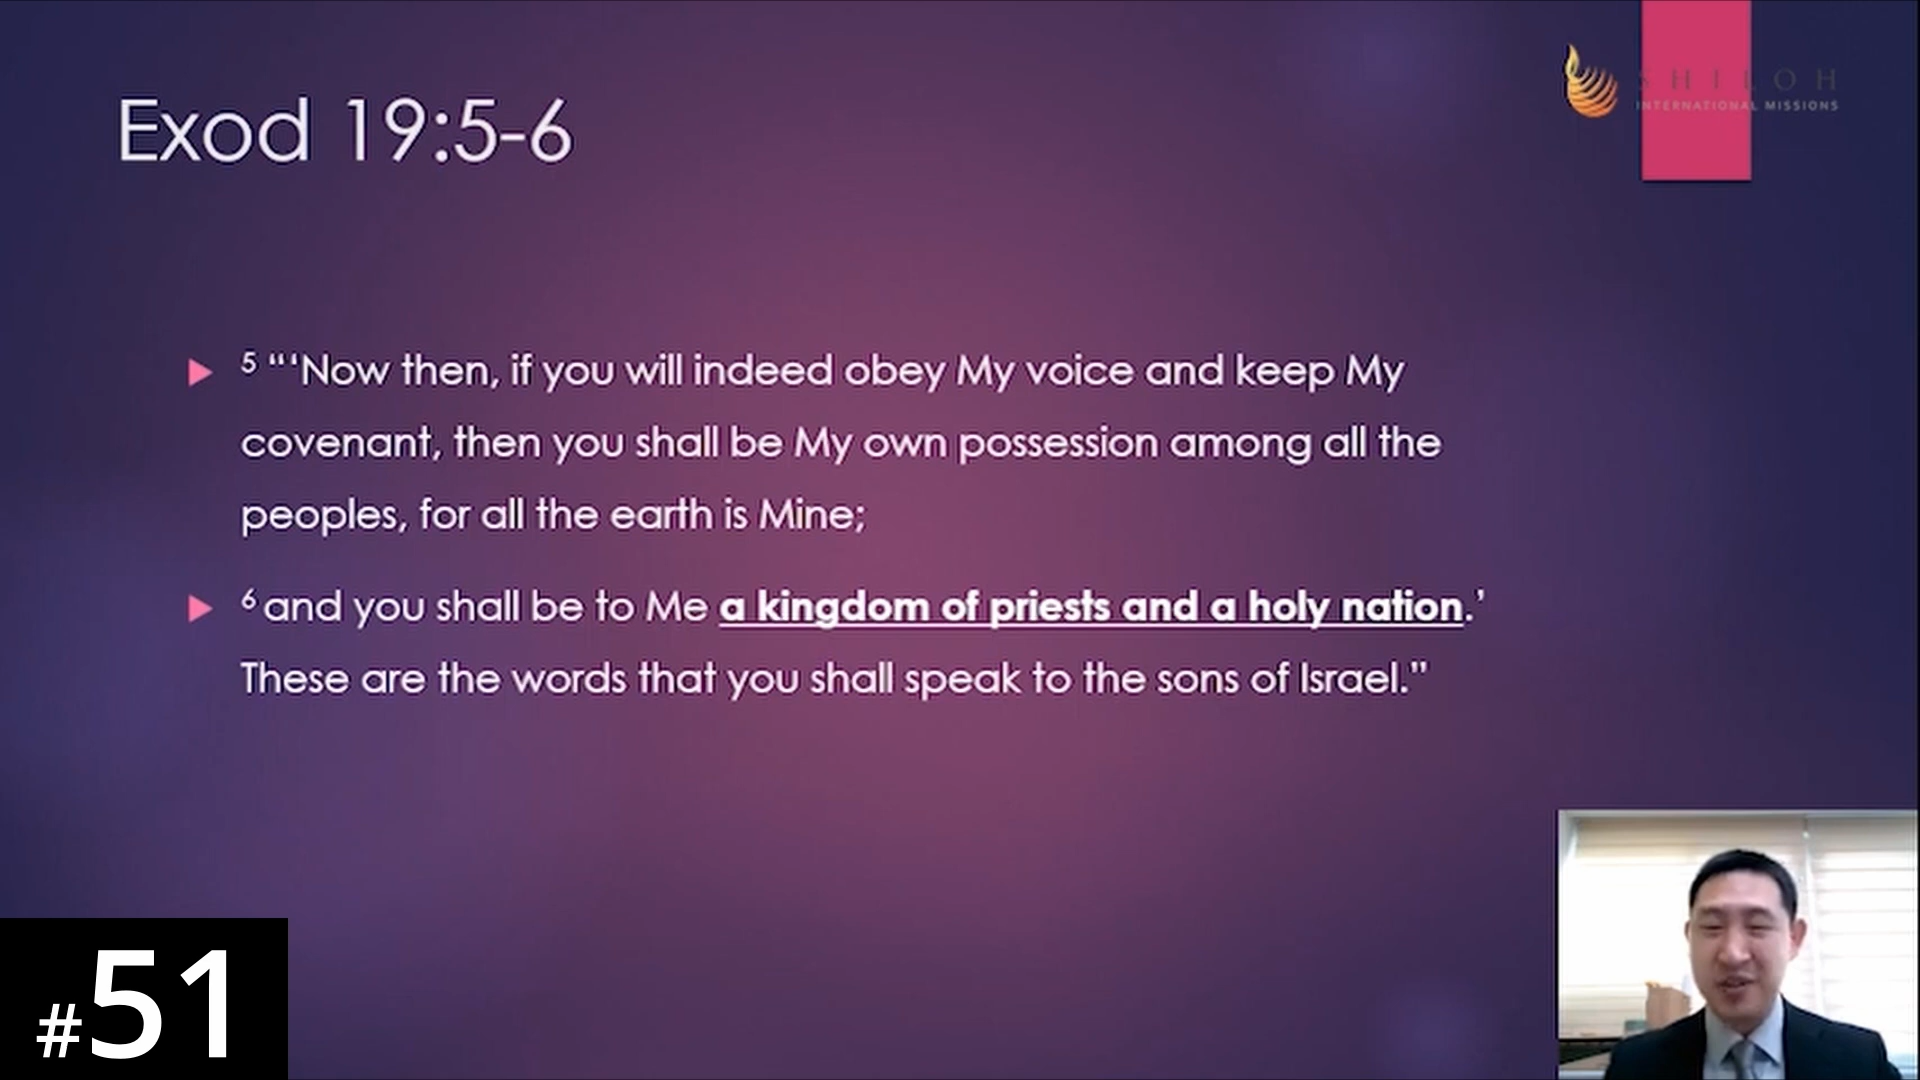 SHILOH
INTERNATIONAL MISSIONS
Exod 19:5-6
5 “‘Now then, if you will indeed obey My voice and keep My
covenant, then you shall be My own possession among all the
peoples, for all the earth is Mine;
6 and you shall be to Me a kingdom of priests and a holy nation.’
These are the words that you shall speak to the sons of Israel.”
#51